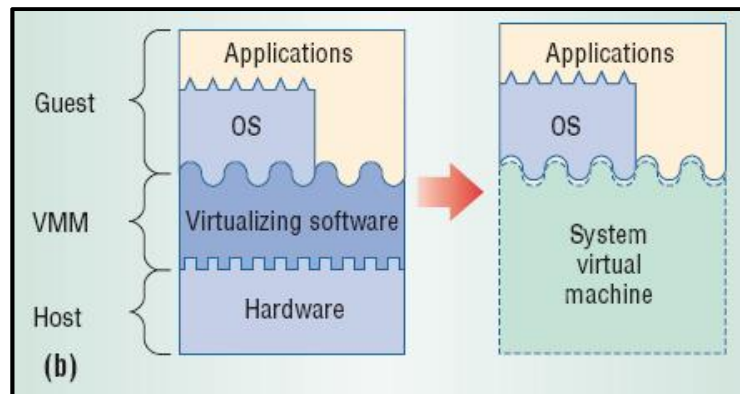 Guest
VMM
Host
(b)
Applications
OS
Virtualizing software
Hardware
Applications
OS
System
virtual
machine